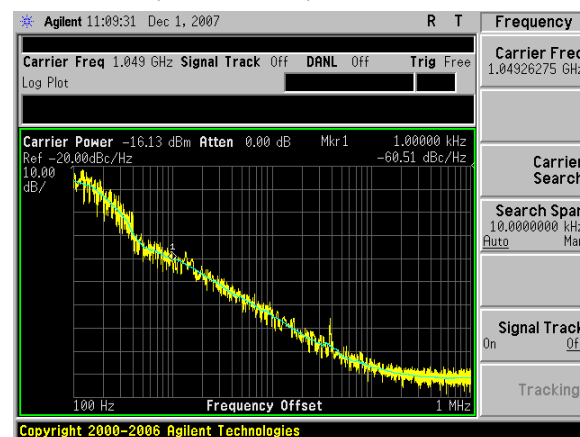 Agilent 11:09:31 Dec 1, 2007 R T
Frequency
Carrier Freq 1.049 GHz Signal Track Off DANL Off Trig Free
Log Plot
Carrier Power -16.13 dBm Atten 0.00 dB Mkr1 1.00000 kHz
Ref -20.00dBc/Hz -60.51 dBc/Hz
10.00
dB/
1
100 Hz Frequency Offset 1 MHz
Carrier Freq
1.04926275 GHz
Carrier
Search
Search Span
10.0000000 kHz
Auto Man
Signal Track
On Of
Tracking
Copyright 2000-2006 Agilent Technologies